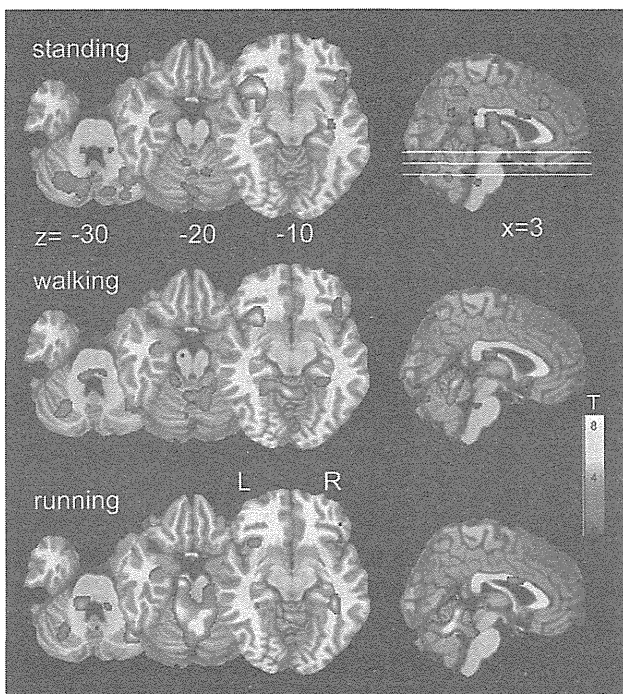 standing
z= -30 -20 -10 x=3
walking
T
8
4
L R
running